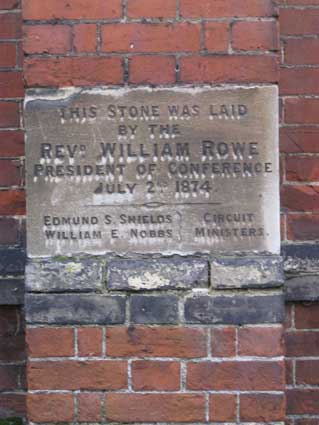 THIS STONE WAS LAID
BY THE
REVD. WILLIAM ROWE
PRESIDENT OF CONFERENCE
JULY 2ND 1874.
EDMUND S. SHIELDS } CIRCUIT
WILLIAM E. NOBBS } MINISTERS.